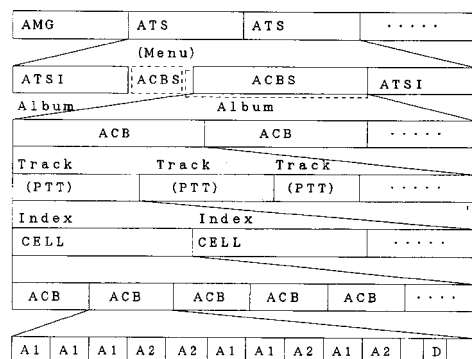 AMG ATS ATS ·····
(Menu)
ATSI ACBS ACBS ATSI
Album Album
ACB ACB ·····
Track Track Track
(PTT) (PTT) (PTT) ·····
Index Index
CELL CELL ·····
ACB ACB ACB ACB ACB ····
A1 A1 A1 A2 A2 A1 A1 A2 A1 A2 D